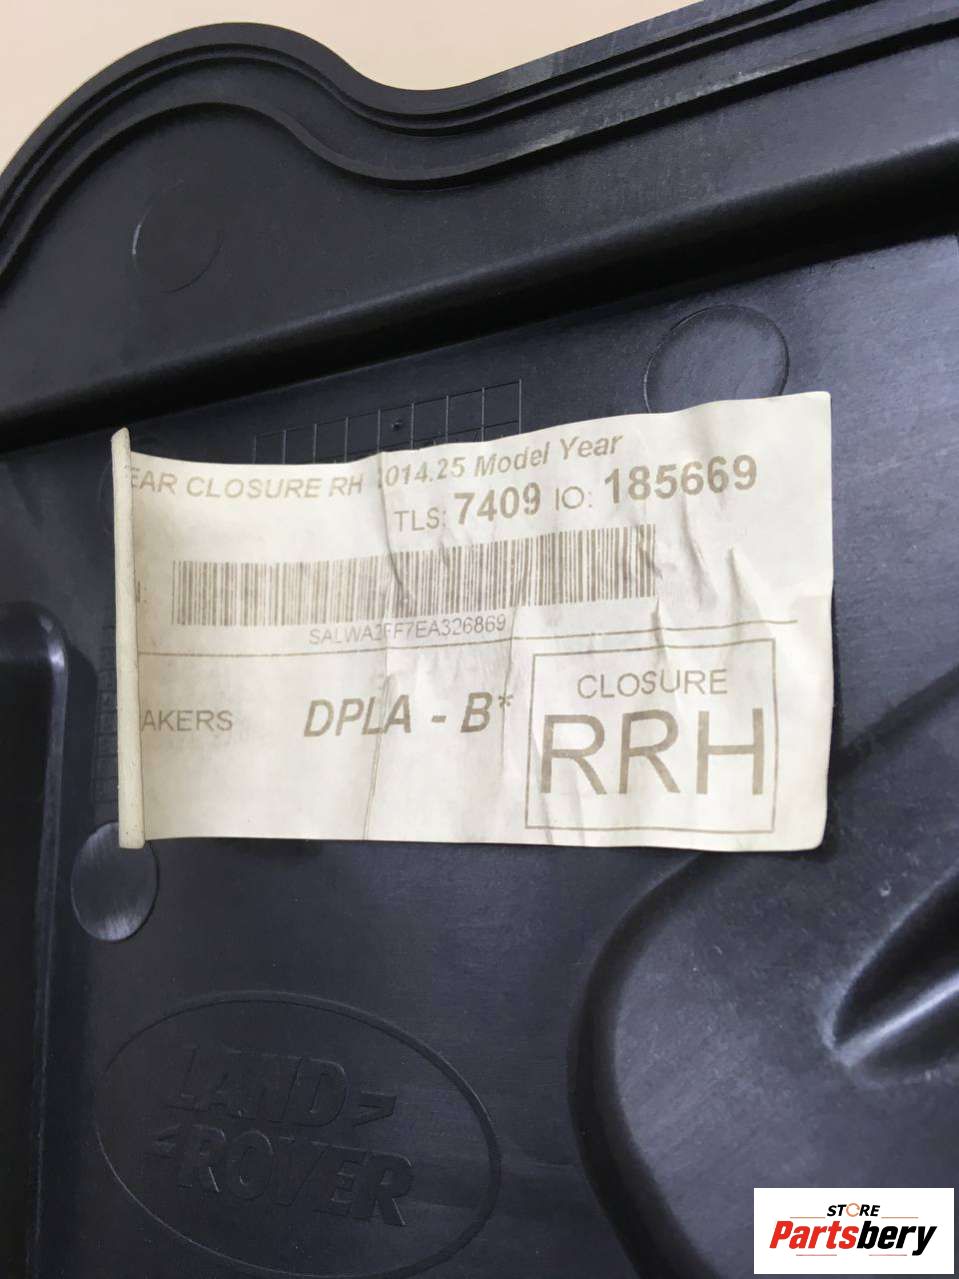 EAR CLOSURE RH 2014.25 Model Year
TLS: 7409 IO: 185669
AKERS
DPLA - B*
CLOSURE
RRH
LAND
ROVER
STORE
Partsbery